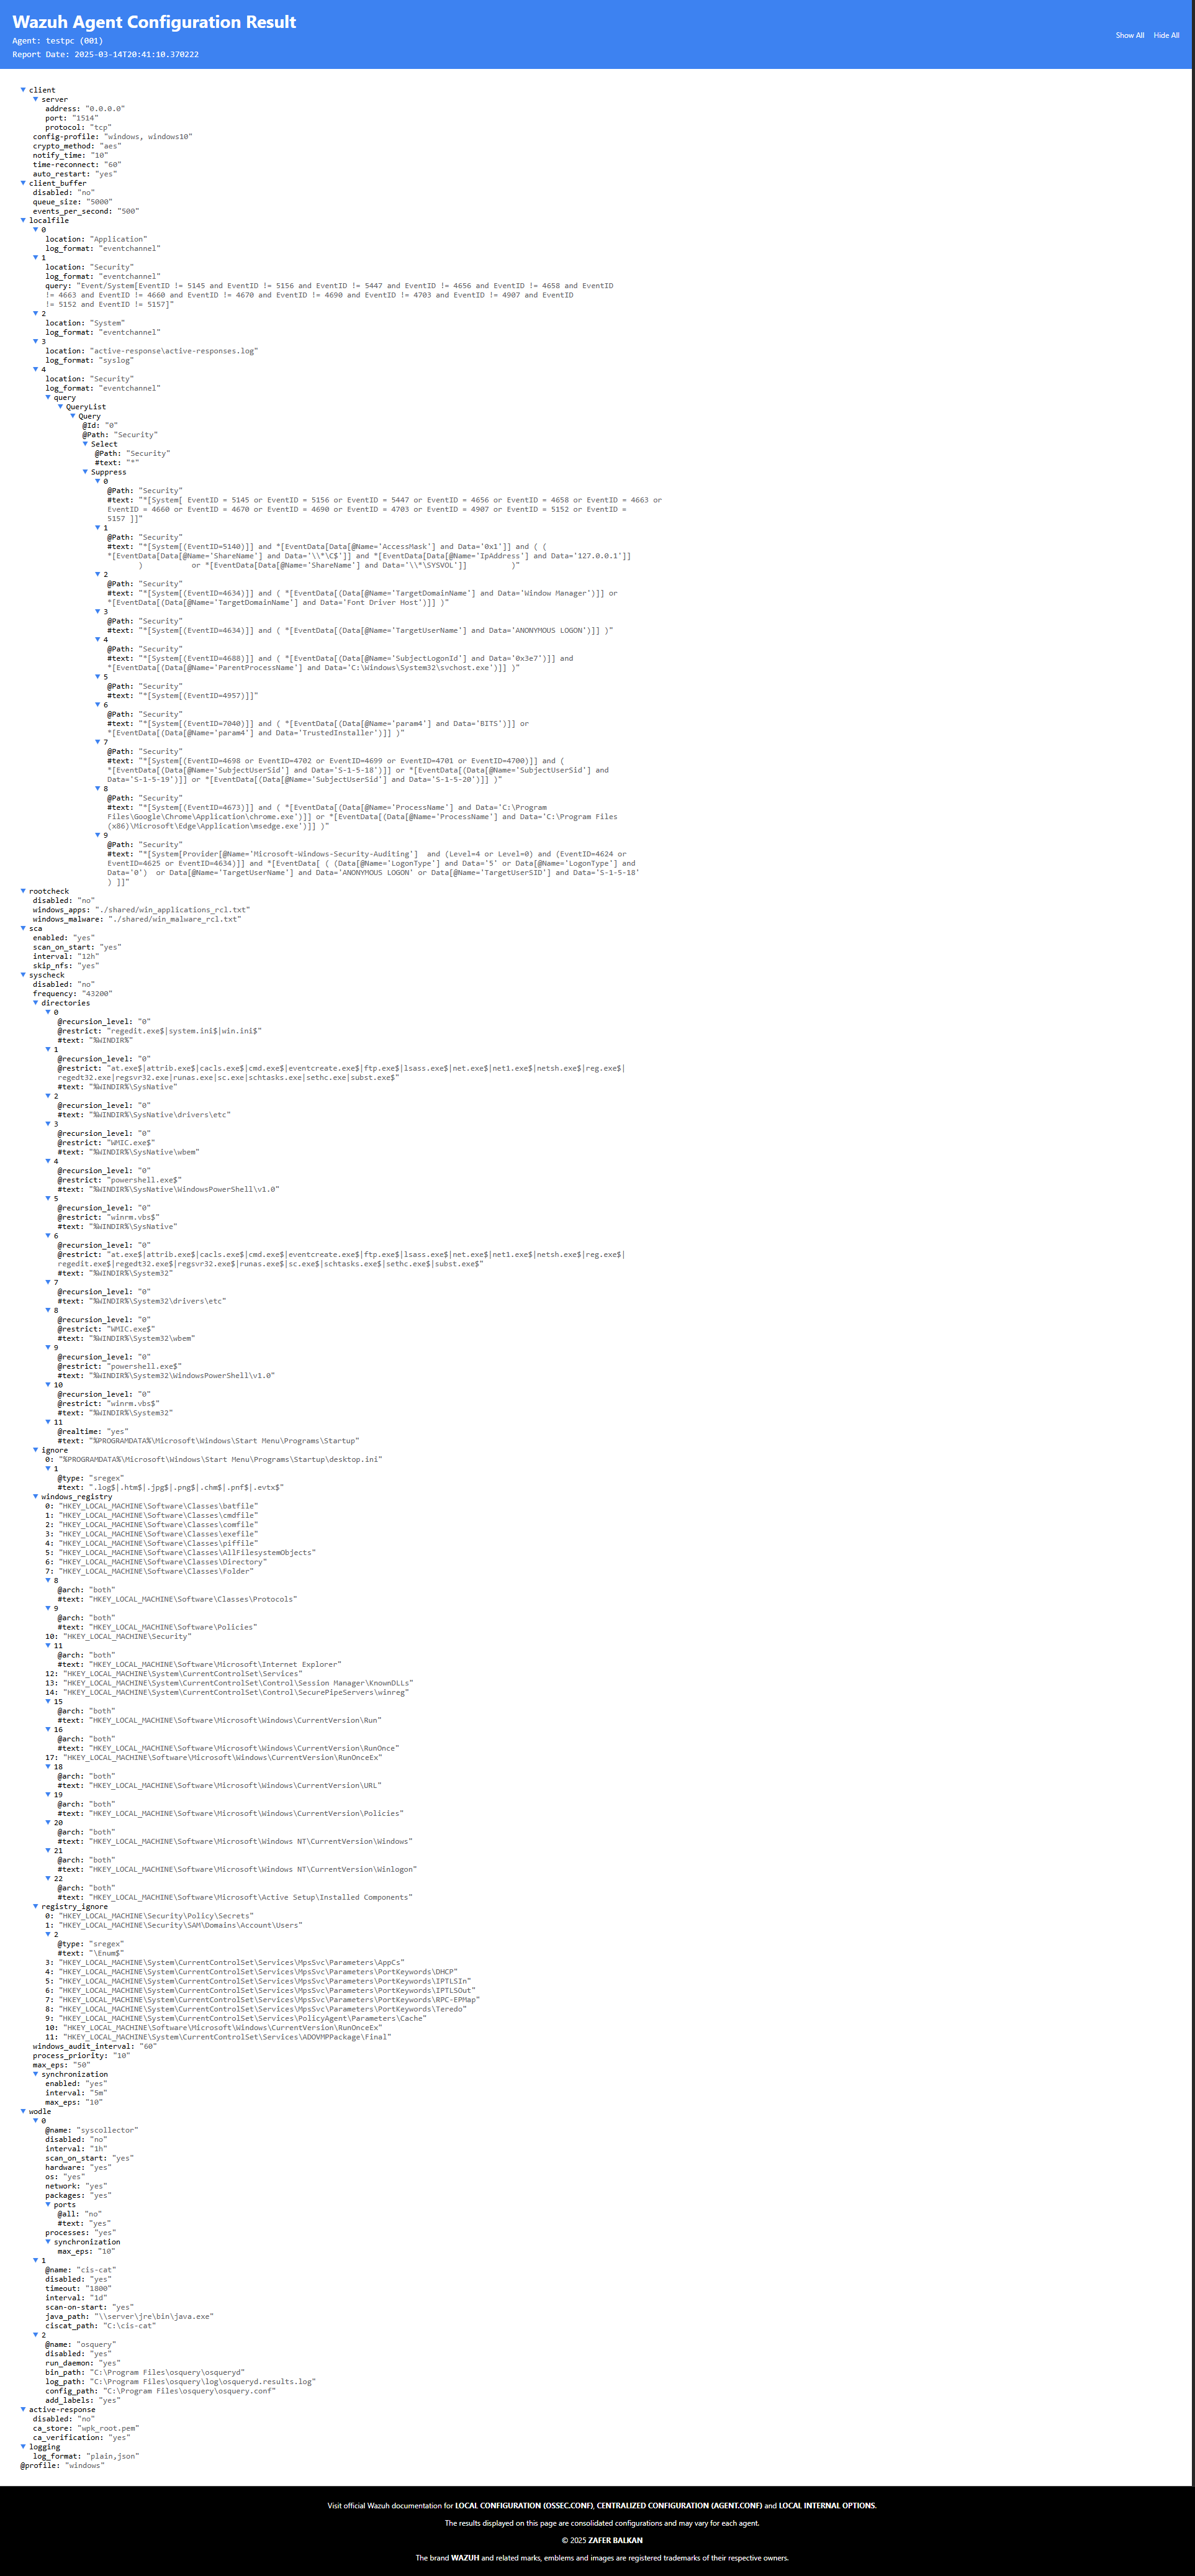 Wazuh Agent Configuration Result
Agent: testpc (001)
Report Date: 2025-03-14T20:41:10.370222
Show All Hide All
client
server
address: "0.0.0.0"
port: "1514"
protocol: "tcp"
config-profile: "windows, windows10"
crypto_method: "aes"
notify_time: "10"
time-reconnect: "60"
auto_restart: "yes"
client_buffer
disabled: "no"
queue_size: "5000"
events_per_second: "500"
localfile
0
location: "Application"
log_format: "eventchannel"
1
location: "Security"
log_format: "eventchannel"
query: "Event/System[EventID != 5145 and EventID != 5156 and EventID != 5447 and EventID != 4656 and EventID != 4658 and EventID
!= 4663 and EventID != 4660 and EventID != 4670 and EventID != 4690 and EventID != 4703 and EventID != 4907 and EventID
!= 5152 and EventID != 5157]"
2
location: "System"
log_format: "eventchannel"
3
location: "active-response\active-responses.log"
log_format: "syslog"
4
location: "Security"
log_format: "eventchannel"
query
QueryList
Query
@Id: "0"
@Path: "Security"
Select
@Path: "Security"
#text: "*"
Suppress
0
@Path: "Security"
#text: "*[System[ EventID = 5145 or EventID = 5156 or EventID = 5447 or EventID = 4656 or EventID = 4658 or EventID = 4663 or
EventID = 4660 or EventID = 4670 or EventID = 4690 or EventID = 4703 or EventID = 4907 or EventID = 5152 or EventID =
5157 ]]"
1
@Path: "Security"
#text: "*[System[(EventID=5140)]] and *[EventData[Data[@Name='AccessMask'] and Data='0x1']] and ( (
*[EventData[Data[@Name='ShareName'] and Data='\\*\C$']] and *[EventData[Data[@Name='IpAddress'] and Data='127.0.0.1']]
) or *[EventData[Data[@Name='ShareName'] and Data='\\*\SYSVOL']] )"
2
@Path: "Security"
#text: "*[System[(EventID=4634)]] and ( *[EventData[(Data[@Name='TargetDomainName'] and Data='Window Manager')]] or
*[EventData[(Data[@Name='TargetDomainName'] and Data='Font Driver Host')]] )"
3
@Path: "Security"
#text: "*[System[(EventID=4634)]] and ( *[EventData[(Data[@Name='TargetUserName'] and Data='ANONYMOUS LOGON')]] )"
4
@Path: "Security"
#text: "*[System[(EventID=4688)]] and ( *[EventData[(Data[@Name='SubjectLogonId'] and Data='0x3e7')]] and
*[EventData[(Data[@Name='ParentProcessName'] and Data='C:\Windows\System32\svchost.exe')]] )"
5
@Path: "Security"
#text: "*[System[(EventID=4957)]]"
6
@Path: "Security"
#text: "*[System[(EventID=7040)]] and ( *[EventData[(Data[@Name='param4'] and Data='BITS')]] or
*[EventData[(Data[@Name='param4'] and Data='TrustedInstaller')]] )"
7
@Path: "Security"
#text: "*[System[(EventID=4698 or EventID=4702 or EventID=4699 or EventID=4701 or EventID=4700)]] and (
*[EventData[(Data[@Name='SubjectUserSid'] and Data='S-1-5-18')]] or *[EventData[(Data[@Name='SubjectUserSid'] and
Data='S-1-5-19')]] or *[EventData[(Data[@Name='SubjectUserSid'] and Data='S-1-5-20')]] )"
8
@Path: "Security"
#text: "*[System[(EventID=4673)]] and ( *[EventData[(Data[@Name='ProcessName'] and Data='C:\Program
Files\Google\Chrome\Application\chrome.exe')]] or *[EventData[(Data[@Name='ProcessName'] and Data='C:\Program Files
(x86)\Microsoft\Edge\Application\msedge.exe')]] )"
9
@Path: "Security"
#text: "*[System[Provider[@Name='Microsoft-Windows-Security-Auditing'] and (Level=4 or Level=0) and (EventID=4624 or
EventID=4625 or EventID=4634)]] and *[EventData[ ( (Data[@Name='LogonType'] and Data='5' or Data[@Name='LogonType'] and
Data='0') or Data[@Name='TargetUserName'] and Data='ANONYMOUS LOGON' or Data[@Name='TargetUserSID'] and Data='S-1-5-18'
) ]]"
rootcheck
disabled: "no"
windows_apps: "./shared/win_applications_rcl.txt"
windows_malware: "./shared/win_malware_rcl.txt"
sca
enabled: "yes"
scan_on_start: "yes"
interval: "12h"
skip_nfs: "yes"
syscheck
disabled: "no"
frequency: "43200"
directories
0
@recursion_level: "0"
@restrict: "regedit.exe$|system.ini$|win.ini$"
#text: "%WINDIR%"
1
@recursion_level: "0"
@restrict: "at.exe$|attrib.exe$|cacls.exe$|cmd.exe$|eventcreate.exe$|ftp.exe$|lsass.exe$|net.exe$|net1.exe$|netsh.exe$|reg.exe$|
regedt32.exe|regsvr32.exe|runas.exe|sc.exe|schtasks.exe|sethc.exe|subst.exe$"
#text: "%WINDIR%\SysNative"
2
@recursion_level: "0"
#text: "%WINDIR%\SysNative\drivers\etc"
3
@recursion_level: "0"
@restrict: "WMIC.exe$"
#text: "%WINDIR%\SysNative\wbem"
4
@recursion_level: "0"
@restrict: "powershell.exe$"
#text: "%WINDIR%\SysNative\WindowsPowerShell\v1.0"
5
@recursion_level: "0"
@restrict: "winrm.vbs$"
#text: "%WINDIR%\SysNative"
6
@recursion_level: "0"
@restrict: "at.exe$|attrib.exe$|cacls.exe$|cmd.exe$|eventcreate.exe$|ftp.exe$|lsass.exe$|net.exe$|net1.exe$|netsh.exe$|reg.exe$|
regedit.exe$|regedt32.exe$|regsvr32.exe$|runas.exe$|sc.exe$|schtasks.exe$|sethc.exe$|subst.exe$"
#text: "%WINDIR%\System32"
7
@recursion_level: "0"
#text: "%WINDIR%\System32\drivers\etc"
8
@recursion_level: "0"
@restrict: "WMIC.exe$"
#text: "%WINDIR%\System32\wbem"
9
@recursion_level: "0"
@restrict: "powershell.exe$"
#text: "%WINDIR%\System32\WindowsPowerShell\v1.0"
10
@recursion_level: "0"
@restrict: "winrm.vbs$"
#text: "%WINDIR%\System32"
11
@realtime: "yes"
#text: "%PROGRAMDATA%\Microsoft\Windows\Start Menu\Programs\Startup"
ignore
0: "%PROGRAMDATA%\Microsoft\Windows\Start Menu\Programs\Startup\desktop.ini"
1
@type: "sregex"
#text: ".log$|.htm$|.jpg$|.png$|.chm$|.pnf$|.evtx$"
windows_registry
0: "HKEY_LOCAL_MACHINE\Software\Classes\batfile"
1: "HKEY_LOCAL_MACHINE\Software\Classes\cmdfile"
2: "HKEY_LOCAL_MACHINE\Software\Classes\comfile"
3: "HKEY_LOCAL_MACHINE\Software\Classes\exefile"
4: "HKEY_LOCAL_MACHINE\Software\Classes\piffile"
5: "HKEY_LOCAL_MACHINE\Software\Classes\AllFilesystemObjects"
6: "HKEY_LOCAL_MACHINE\Software\Classes\Directory"
7: "HKEY_LOCAL_MACHINE\Software\Classes\Folder"
8
@arch: "both"
#text: "HKEY_LOCAL_MACHINE\Software\Classes\Protocols"
9
@arch: "both"
#text: "HKEY_LOCAL_MACHINE\Software\Policies"
10: "HKEY_LOCAL_MACHINE\Security"
11
@arch: "both"
#text: "HKEY_LOCAL_MACHINE\Software\Microsoft\Internet Explorer"
12: "HKEY_LOCAL_MACHINE\System\CurrentControlSet\Services"
13: "HKEY_LOCAL_MACHINE\System\CurrentControlSet\Control\Session Manager\KnownDLLs"
14: "HKEY_LOCAL_MACHINE\System\CurrentControlSet\Control\SecurePipeServers\winreg"
15
@arch: "both"
#text: "HKEY_LOCAL_MACHINE\Software\Microsoft\Windows\CurrentVersion\Run"
16
@arch: "both"
#text: "HKEY_LOCAL_MACHINE\Software\Microsoft\Windows\CurrentVersion\RunOnce"
17: "HKEY_LOCAL_MACHINE\Software\Microsoft\Windows\CurrentVersion\RunOnceEx"
18
@arch: "both"
#text: "HKEY_LOCAL_MACHINE\Software\Microsoft\Windows\CurrentVersion\URL"
19
@arch: "both"
#text: "HKEY_LOCAL_MACHINE\Software\Microsoft\Windows\CurrentVersion\Policies"
20
@arch: "both"
#text: "HKEY_LOCAL_MACHINE\Software\Microsoft\Windows NT\CurrentVersion\Windows"
21
@arch: "both"
#text: "HKEY_LOCAL_MACHINE\Software\Microsoft\Windows NT\CurrentVersion\Winlogon"
22
@arch: "both"
#text: "HKEY_LOCAL_MACHINE\Software\Microsoft\Active Setup\Installed Components"
registry_ignore
0: "HKEY_LOCAL_MACHINE\Security\Policy\Secrets"
1: "HKEY_LOCAL_MACHINE\Security\SAM\Domains\Account\Users"
2
@type: "sregex"
#text: "\Enum$"
3: "HKEY_LOCAL_MACHINE\System\CurrentControlSet\Services\MpsSvc\Parameters\AppCs"
4: "HKEY_LOCAL_MACHINE\System\CurrentControlSet\Services\MpsSvc\Parameters\PortKeywords\DHCP"
5: "HKEY_LOCAL_MACHINE\System\CurrentControlSet\Services\MpsSvc\Parameters\PortKeywords\IPTLSIn"
6: "HKEY_LOCAL_MACHINE\System\CurrentControlSet\Services\MpsSvc\Parameters\PortKeywords\IPTLSOut"
7: "HKEY_LOCAL_MACHINE\System\CurrentControlSet\Services\MpsSvc\Parameters\PortKeywords\RPC-EPMap"
8: "HKEY_LOCAL_MACHINE\System\CurrentControlSet\Services\MpsSvc\Parameters\PortKeywords\Teredo"
9: "HKEY_LOCAL_MACHINE\System\CurrentControlSet\Services\PolicyAgent\Parameters\Cache"
10: "HKEY_LOCAL_MACHINE\Software\Microsoft\Windows\CurrentVersion\RunOnceEx"
11: "HKEY_LOCAL_MACHINE\System\CurrentControlSet\Services\ADOVMPPackage\Final"
windows_audit_interval: "60"
process_priority: "10"
max_eps: "50"
synchronization
enabled: "yes"
interval: "5m"
max_eps: "10"
wodle
0
@name: "syscollector"
disabled: "no"
interval: "1h"
scan_on_start: "yes"
hardware: "yes"
os: "yes"
network: "yes"
packages: "yes"
ports
@all: "no"
#text: "yes"
processes: "yes"
synchronization
max_eps: "10"
1
@name: "cis-cat"
disabled: "yes"
timeout: "1800"
interval: "1d"
scan-on-start: "yes"
java_path: "\\server\jre\bin\java.exe"
ciscat_path: "C:\cis-cat"
2
@name: "osquery"
disabled: "yes"
run_daemon: "yes"
bin_path: "C:\Program Files\osquery\osqueryd"
log_path: "C:\Program Files\osquery\log\osqueryd.results.log"
config_path: "C:\Program Files\osquery\osquery.conf"
add_labels: "yes"
active-response
disabled: "no"
ca_store: "wpk_root.pem"
ca_verification: "yes"
logging
log_format: "plain,json"
@profile: "windows"
Visit official Wazuh documentation for LOCAL CONFIGURATION (OSSEC.CONF), CENTRALIZED CONFIGURATION (AGENT.CONF) and LOCAL INTERNAL OPTIONS.
The results displayed on this page are consolidated configurations and may vary for each agent.
© 2025 ZAFER BALKAN
The brand WAZUH and related marks, emblems and images are registered trademarks of their respective owners.